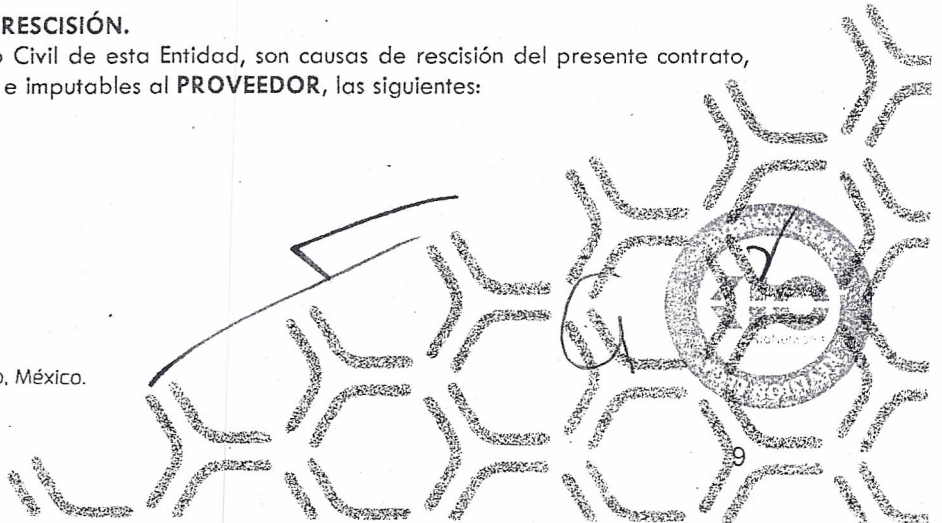 RESCISIÓN.
o Civil de esta Entidad, son causas de rescisión del presente contrato,
e imputables al PROVEEDOR, las siguientes:
o, México.
9